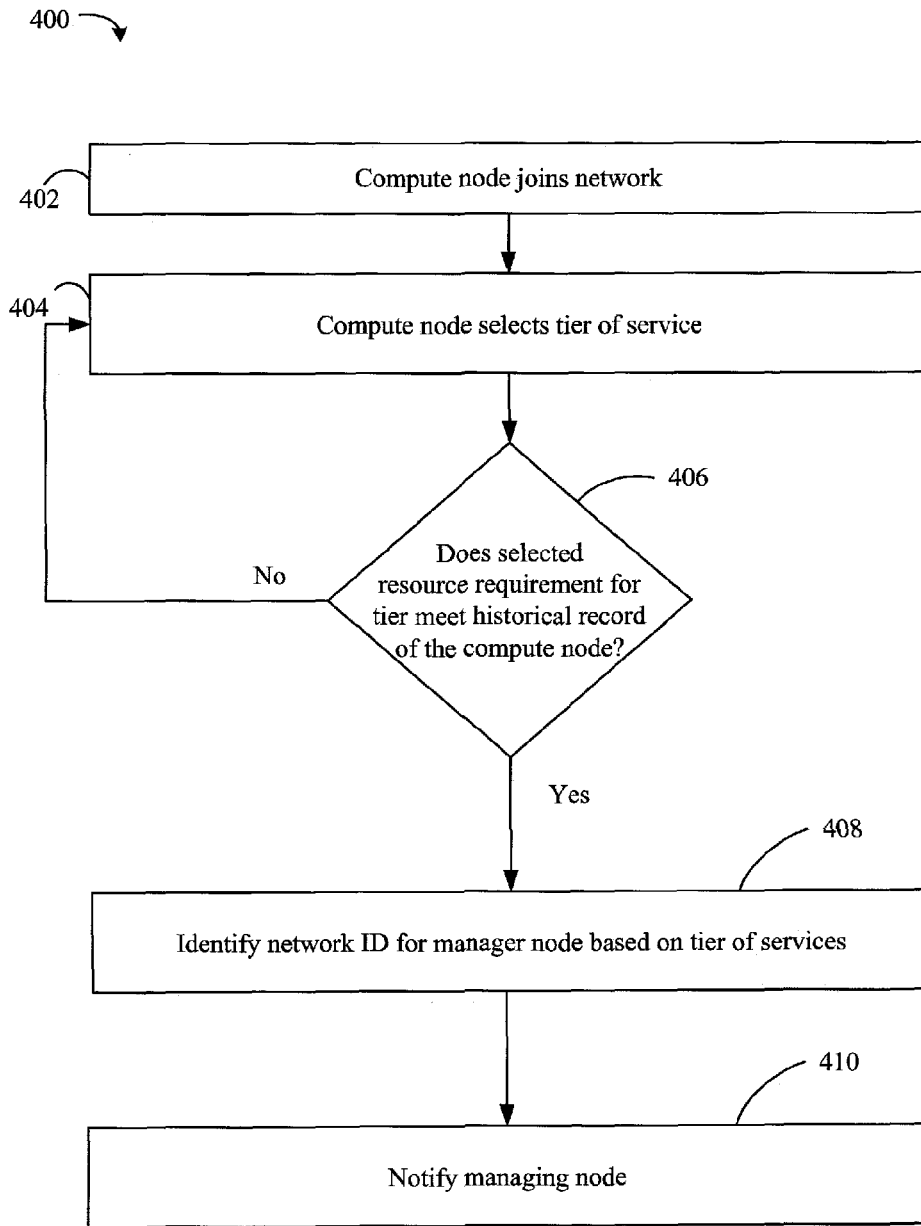 400
Compute node joins network
402
Compute node selects tier of service
404
406
Does selected
resource requirement for
tier meet historical record
of the compute node?
No
Yes
408
Identify network ID for manager node based on tier of services
410
Notify managing node